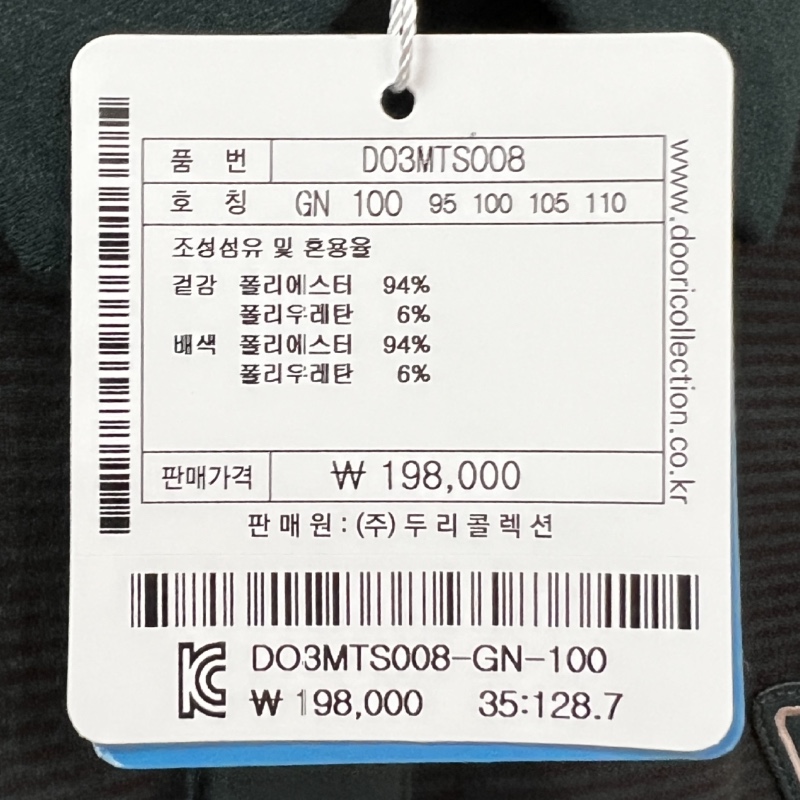 품 번 DO3MTS008
호 칭 GN 100 95 100 105 110
조성섬유 및 혼용율
겉감 폴리에스터 94%
폴리우레탄 6%
배색 폴리에스터 94%
폴리우레탄 6%
판매가격 ₩ 198,000
판매원 : (주)두리콜렉션
www.dooricollection.co.kr
KC
DO3MTS008-GN-100
₩ 198,000 35:128.7